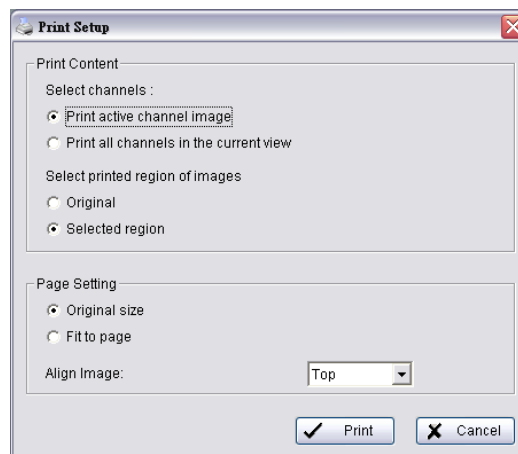 Print Setup
Print Content
Select channels :
Print active channel image
Print all channels in the current view
Select printed region of images
Original
Selected region
Page Setting
Original size
Fit to page
Align Image: Top
Print Cancel